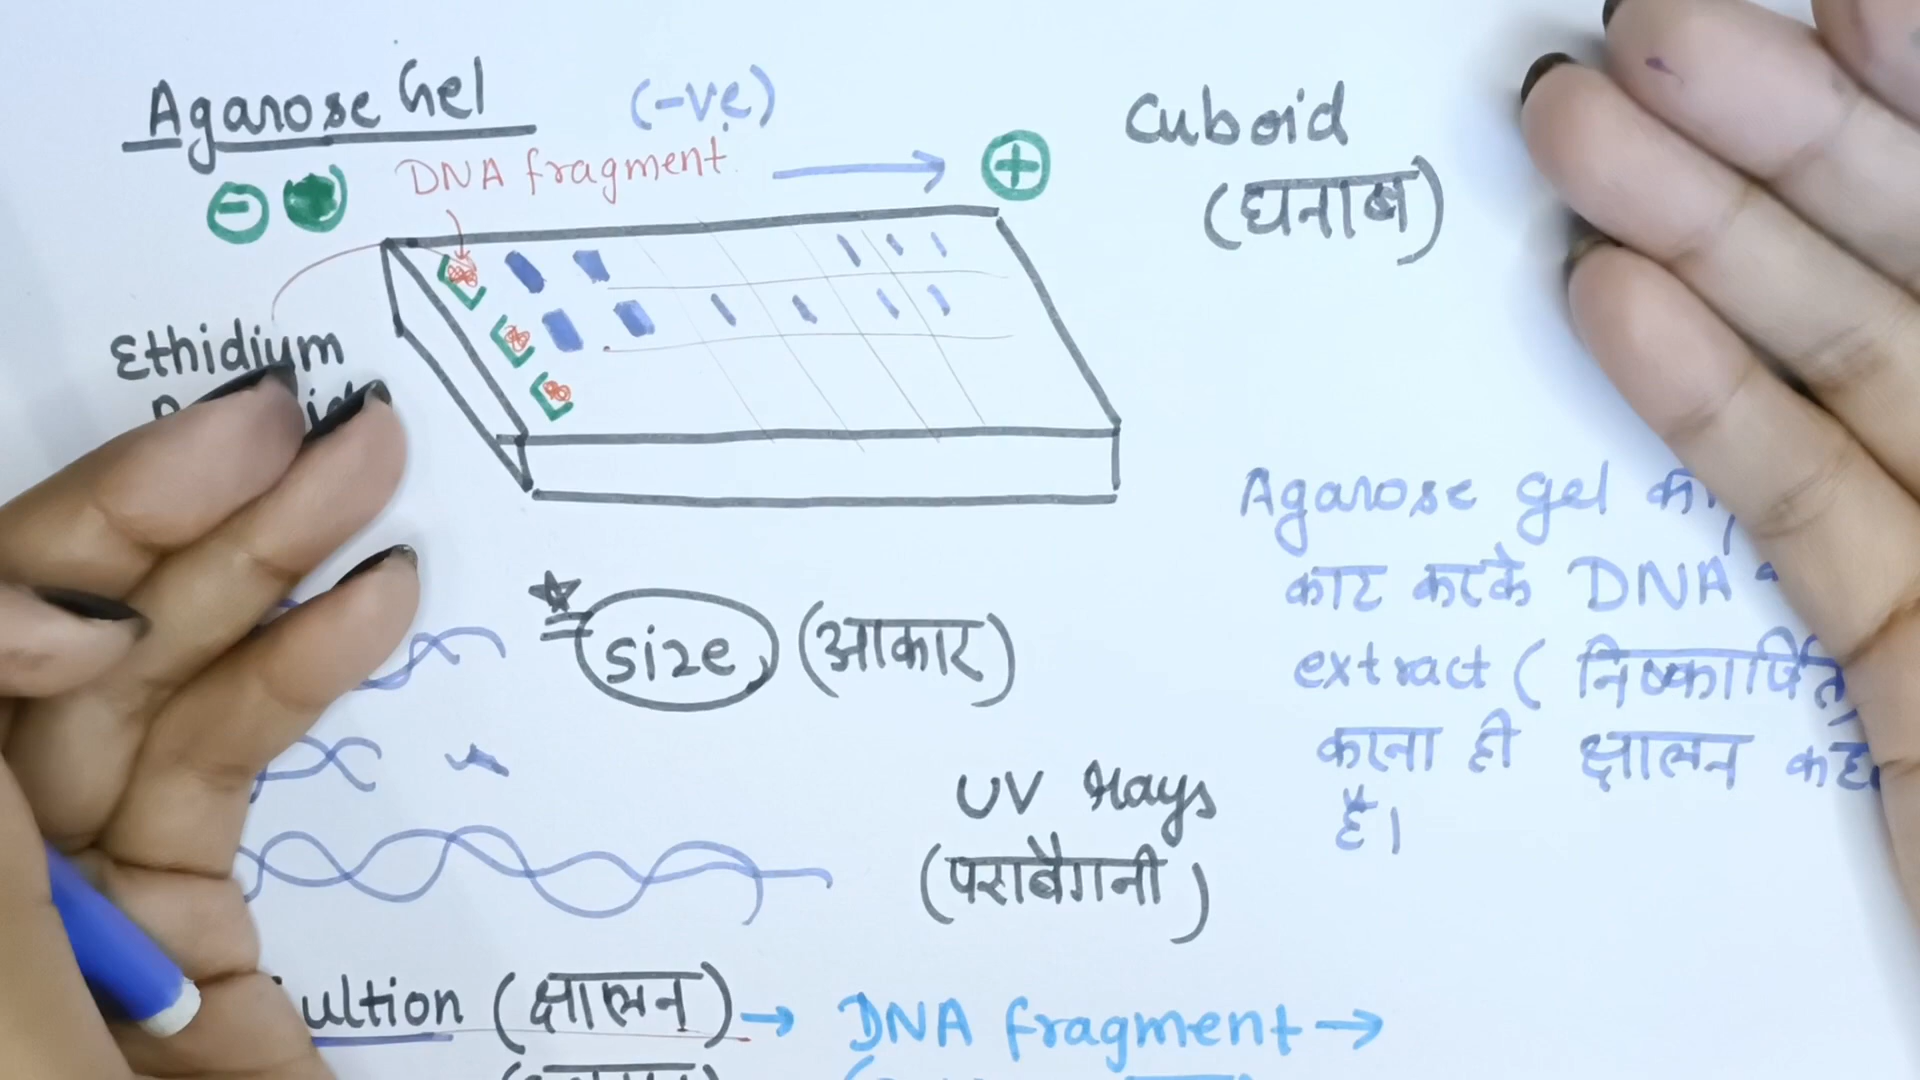 Agarose Gel
(-ve)
DNA fragment
− +
Cuboid
(घनाब)
Ethidium
Agarose gel
काट करके DNA
extract (निष्कार्षित)
करना ही क्षालन
है।
size (आकार)
UV Rays
(पराबैगनी)
ultion (क्षालन) → DNA fragment →